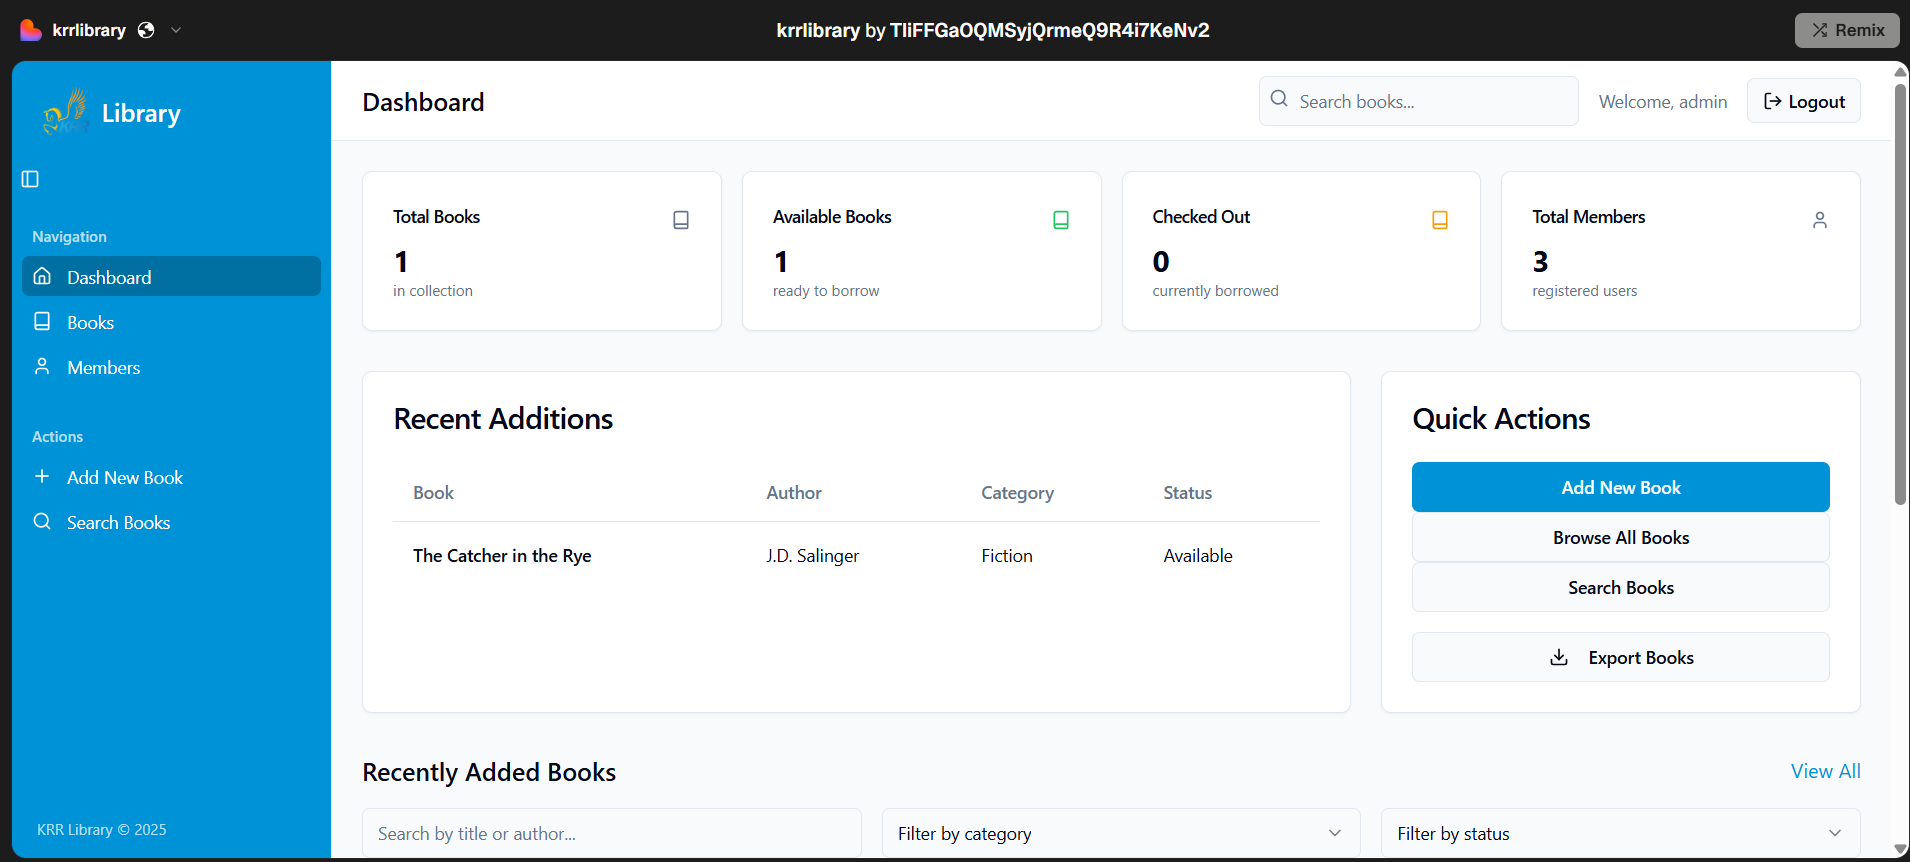 krrlibrary
krrlibrary by TIiFFGaOQMSyjQrmeQ9R4i7KeNv2
Remix
KRR
Library
Navigation
Dashboard
Books
Members
Actions
Add New Book
Search Books
KRR Library © 2025
Dashboard
Search books...
Welcome, admin
Logout
Total Books
1
in collection
Available Books
1
ready to borrow
Checked Out
0
currently borrowed
Total Members
3
registered users
Recent Additions
Book Author Category Status
The Catcher in the Rye J.D. Salinger Fiction Available
Quick Actions
Add New Book
Browse All Books
Search Books
Export Books
Recently Added Books
View All
Search by title or author...
Filter by category
Filter by status